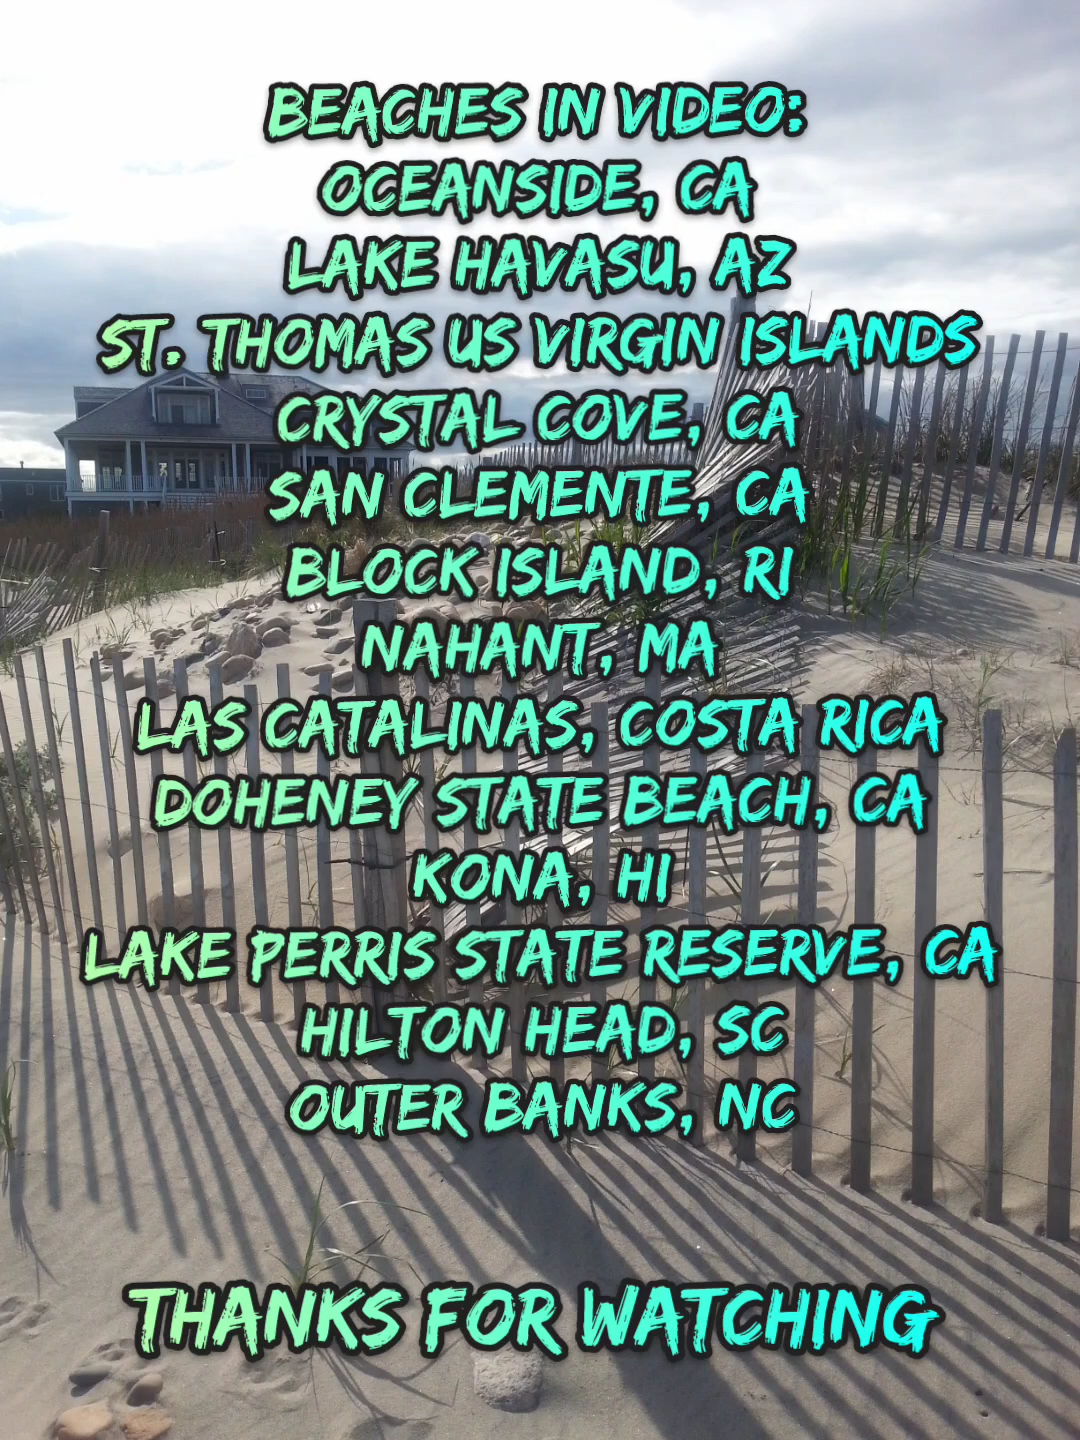 BEACHES IN VIDEO:
OCEANSIDE, CA
LAKE HAVASU, AZ
ST. THOMAS US VIRGIN ISLANDS
CRYSTAL COVE, CA
SAN CLEMENTE, CA
BLOCK ISLAND, RI
NAHANT, MA
LAS CATALINAS, COSTA RICA
DOHENEY STATE BEACH, CA
KONA, HI
LAKE PERRIS STATE RESERVE, CA
HILTON HEAD, SC
OUTER BANKS, NC
THANKS FOR WATCHING